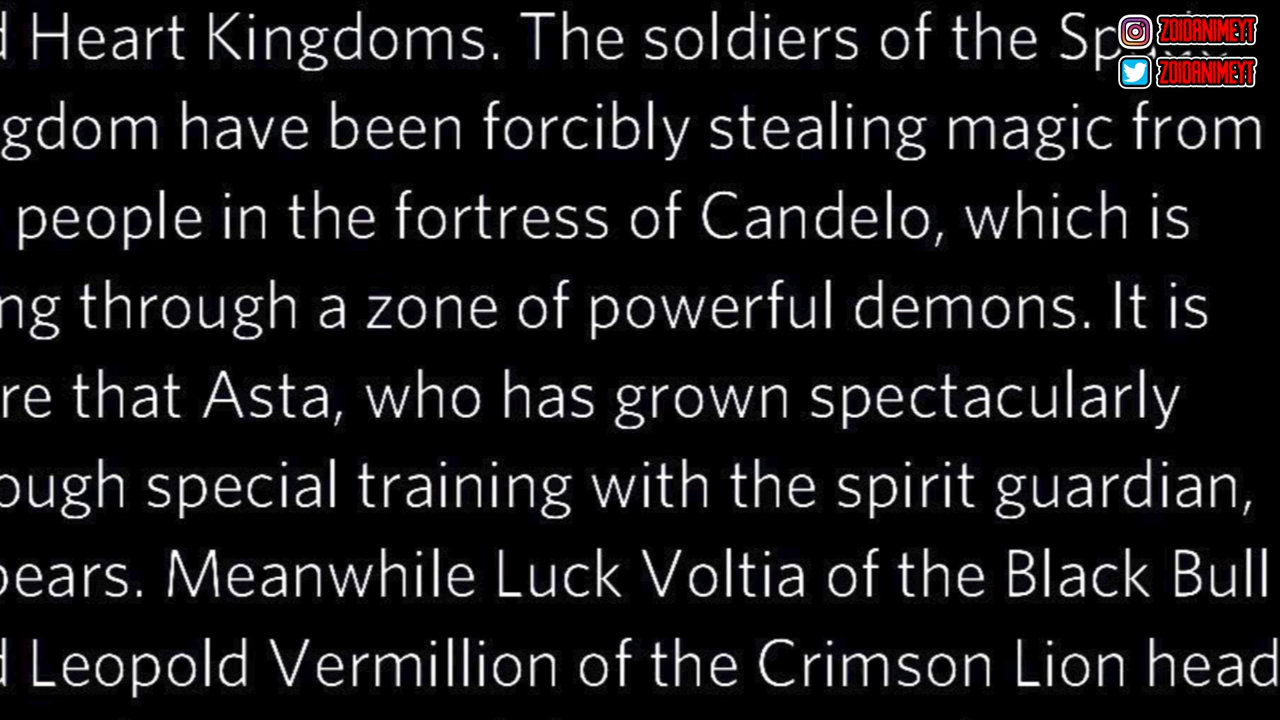 d Heart Kingdoms. The soldiers of the
gdom have been forcibly stealing magic from
people in the fortress of Candelo, which is
ng through a zone of powerful demons. It is
re that Asta, who has grown spectacularly
ough special training with the spirit guardian,
pears. Meanwhile Luck Voltia of the Black Bull
d Leopold Vermillion of the Crimson Lion head
ZOIDANIMEYT
ZOIDANIMEYT